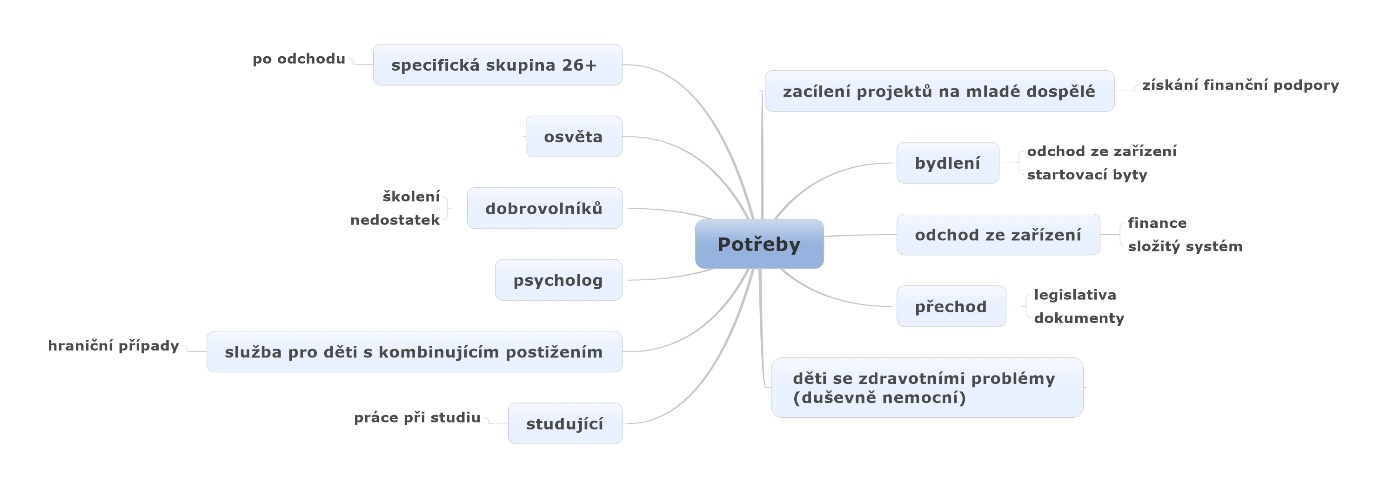 po odchodu
specifická skupina 26+
osvěta
školení
nedostatek
dobrovolníků
psycholog
hraniční případy
služba pro děti s kombinujícím postižením
práce při studiu
studující
Potřeby
zacílení projektů na mladé dospělé
získání finanční podpory
bydlení
odchod ze zařízení
startovací byty
odchod ze zařízení
finance
složitý systém
přechod
legislativa
dokumenty
děti se zdravotními problémy
(duševně nemocní)